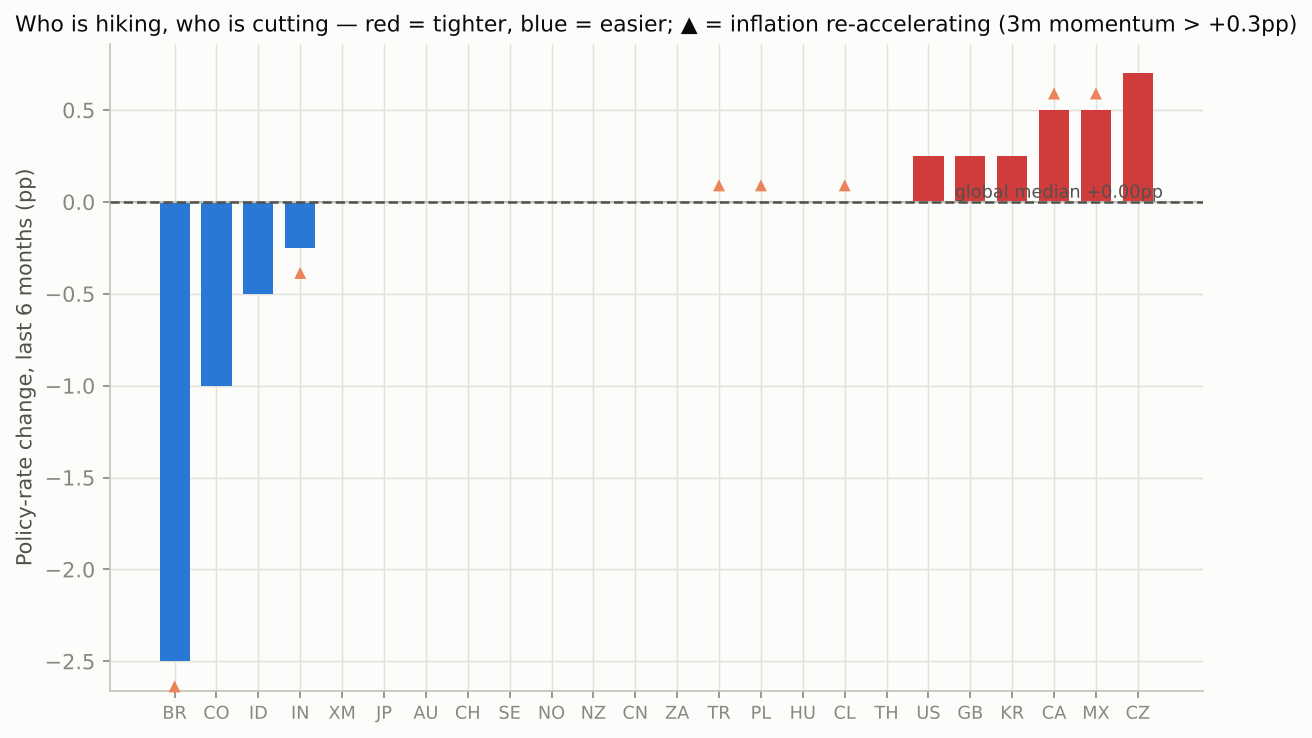 Who is hiking, who is cutting — red = tighter, blue = easier; ▲ = inflation re-accelerating (3m momentum > +0.3pp)
Policy-rate change, last 6 months (pp)
0.5
0.0
−0.5
−1.0
−1.5
−2.0
−2.5
global median +0.00pp
BR CO ID IN XM JP AU CH SE NO NZ CN ZA TR PL HU CL TH US GB KR CA MX CZ